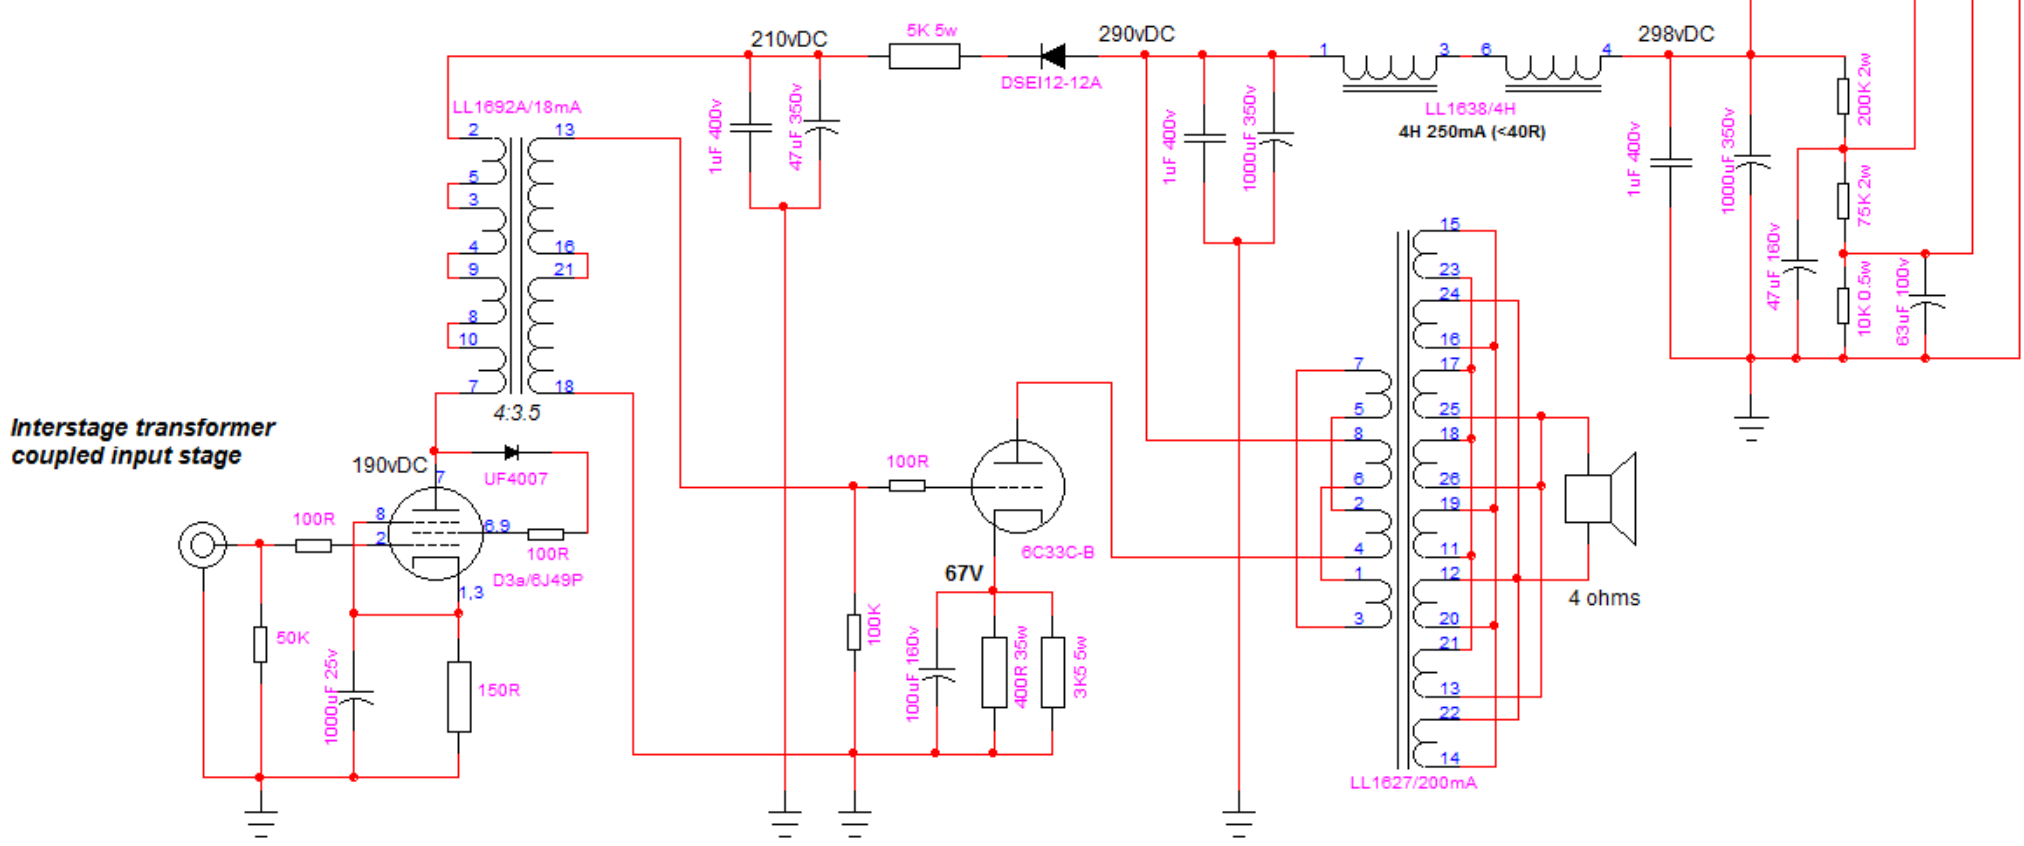 210vDC
5K 5w
DSEI12-12A
290vDC
1
3
6
4
298vDC
LL1638/4H
4H 250mA (<40R)
LL1692A/18mA
2
13
5
3
4
16
9
21
8
10
7
18
4:3.5
1uF 400v
47uF 350v
1uF 400v
1000uF 350v
1uF 400v
1000uF 350v
200K 2w
75K 2w
10K 0.5w
47uF 160v
63uF 100v
Interstage transformer
coupled input stage
190vDC
7
UF4007
100R
8
2
6,9
100R
D3a/6J49P
1,3
50K
1000uF 25v
150R
100R
6C33C-B
67V
100K
100uF 160v
400R 35w
3K5 5w
7
5
8
6
2
4
1
3
15
23
24
16
17
25
18
26
19
11
12
20
21
13
22
14
LL1627/200mA
4 ohms